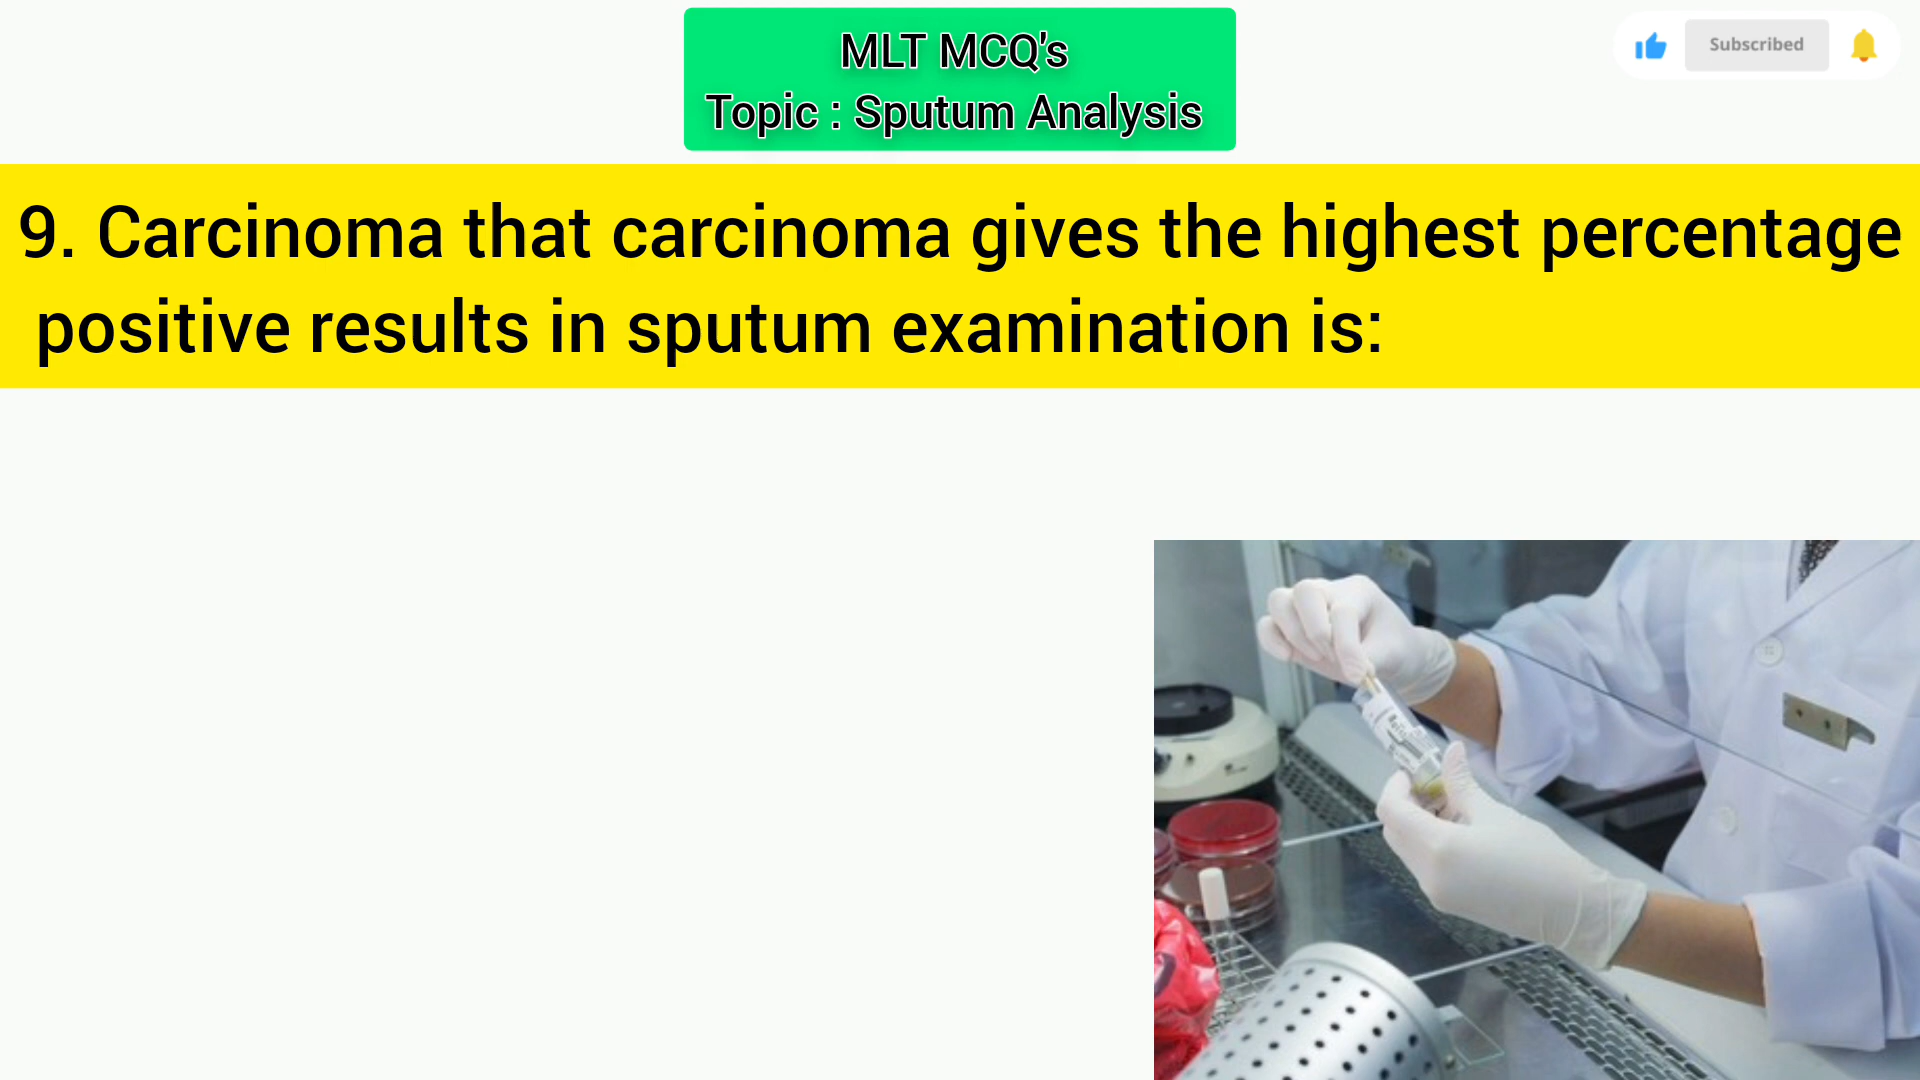 MLT MCQ's
Topic : Sputum Analysis
Subscribed
9. Carcinoma that carcinoma gives the highest percentage
positive results in sputum examination is: